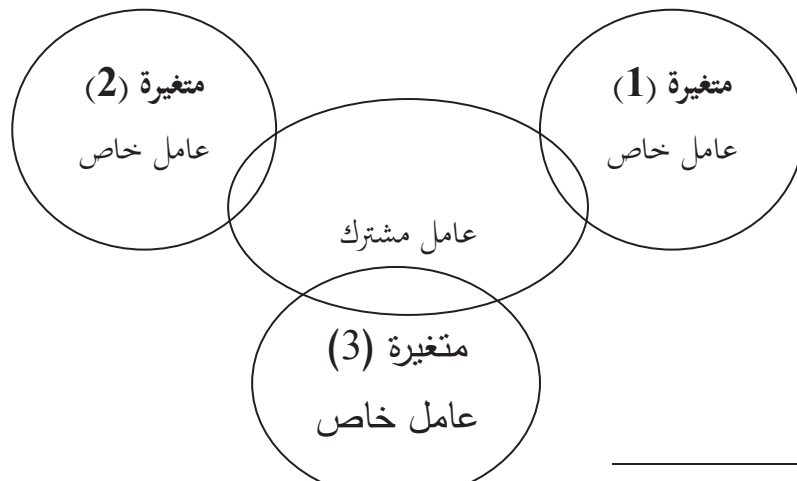 متغيرة (1)
عامل خاص
متغيرة (2)
عامل خاص
عامل مشترك
متغيرة (3)
عامل خاص